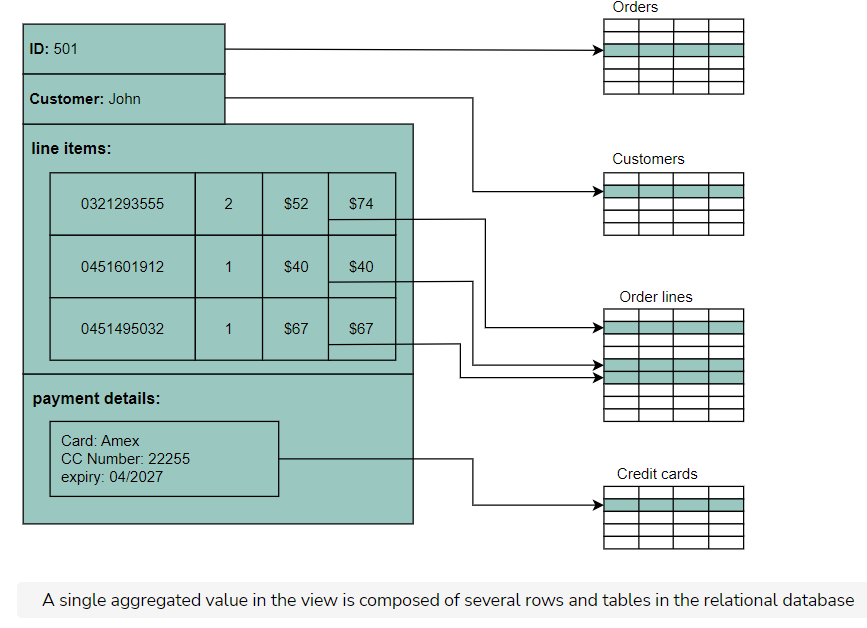 Orders
ID: 501
Customer: John
line items:
0321293555 2 $52 $74
0451601912 1 $40 $40
0451495032 1 $67 $67
payment details:
Card: Amex
CC Number: 22255
expiry: 04/2027
Customers
Order lines
Credit cards
A single aggregated value in the view is composed of several rows and tables in the relational database